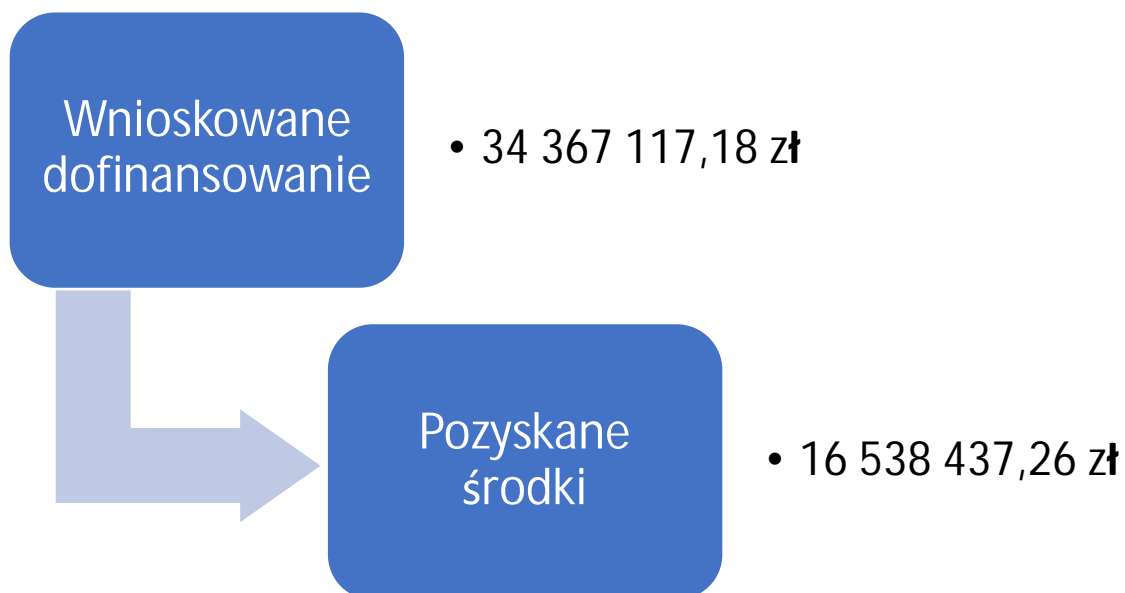 Wnioskowane
dofinansowanie
• 34 367 117,18 zł
Pozyskane
środki
• 16 538 437,26 zł